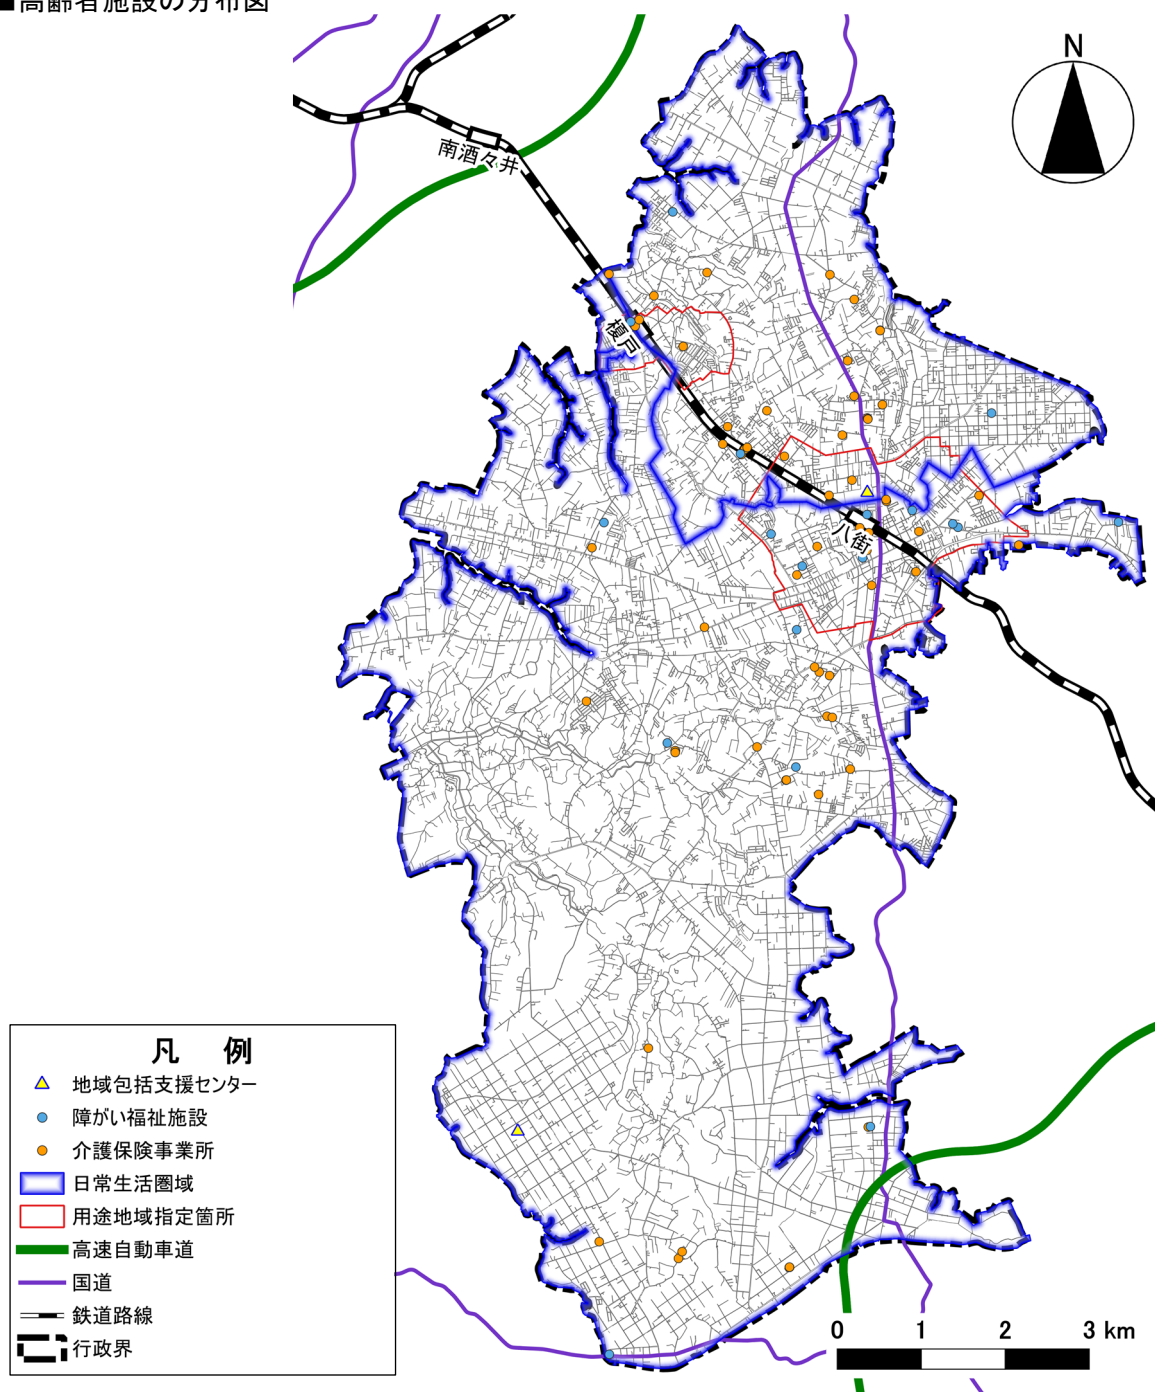 ■高齢者施設の分布図
N
南酒々井
榎戸
八街
凡 例
地域包括支援センター
障がい福祉施設
介護保険事業所
日常生活圏域
用途地域指定箇所
高速自動車道
国道
鉄道路線
行政界
0 1 2 3 km